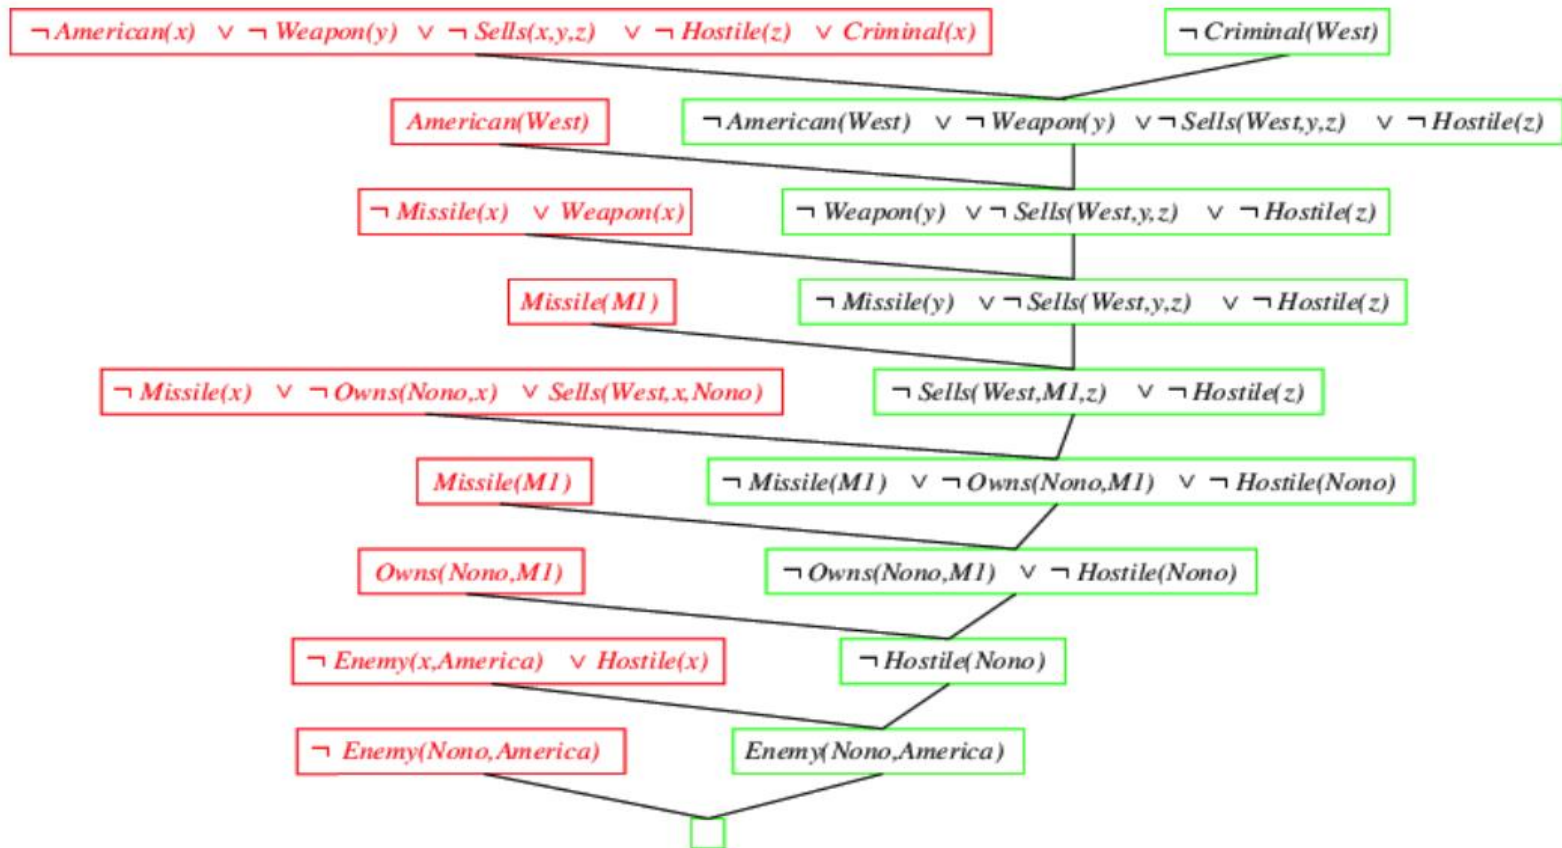 ¬ American(x) ∨ ¬ Weapon(y) ∨ ¬ Sells(x,y,z) ∨ ¬ Hostile(z) ∨ Criminal(x)
¬ Criminal(West)
American(West)
¬ American(West) ∨ ¬ Weapon(y) ∨ ¬ Sells(West,y,z) ∨ ¬ Hostile(z)
¬ Missile(x) ∨ Weapon(x)
¬ Weapon(y) ∨ ¬ Sells(West,y,z) ∨ ¬ Hostile(z)
Missile(M1)
¬ Missile(y) ∨ ¬ Sells(West,y,z) ∨ ¬ Hostile(z)
¬ Missile(x) ∨ ¬ Owns(Nono,x) ∨ Sells(West,x,Nono)
¬ Sells(West,M1,z) ∨ ¬ Hostile(z)
Missile(M1)
¬ Missile(M1) ∨ ¬ Owns(Nono,M1) ∨ ¬ Hostile(Nono)
Owns(Nono,M1)
¬ Owns(Nono,M1) ∨ ¬ Hostile(Nono)
¬ Enemy(x,America) ∨ Hostile(x)
¬ Hostile(Nono)
¬ Enemy(Nono,America)
Enemy(Nono,America)